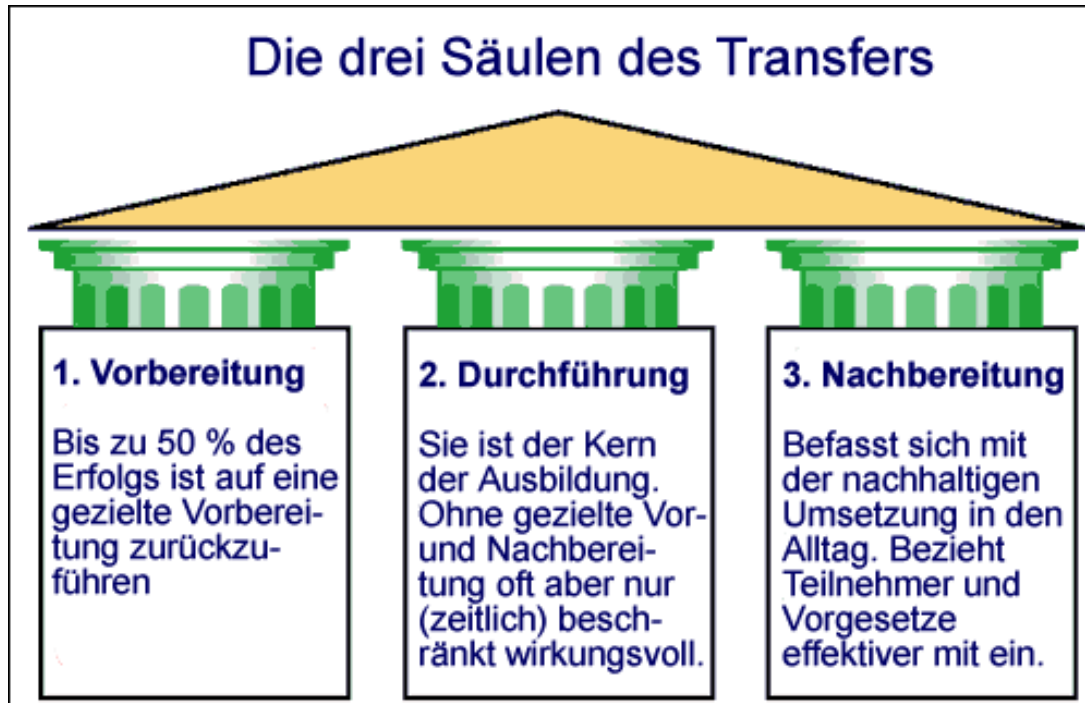 Die drei Säulen des Transfers
1. Vorbereitung
Bis zu 50 % des
Erfolgs ist auf eine
gezielte Vorberei-
tung zurückzu-
führen
2. Durchführung
Sie ist der Kern
der Ausbildung.
Ohne gezielte Vor-
und Nachberei-
tung oft aber nur
(zeitlich) besch-
ränkt wirkungsvoll.
3. Nachbereitung
Befasst sich mit
der nachhaltigen
Umsetzung in den
Alltag. Bezieht
Teilnehmer und
Vorgesetze
effektiver mit ein.